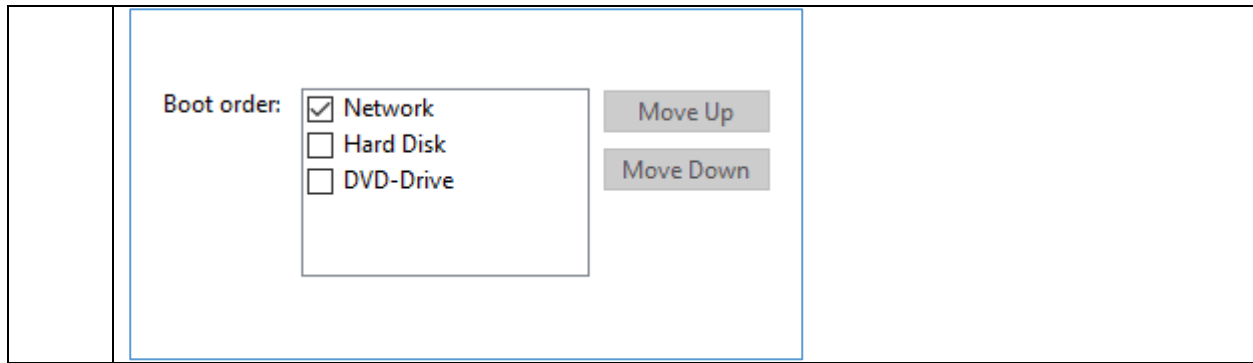 Boot order:
Network
Hard Disk
DVD-Drive
Move Up
Move Down